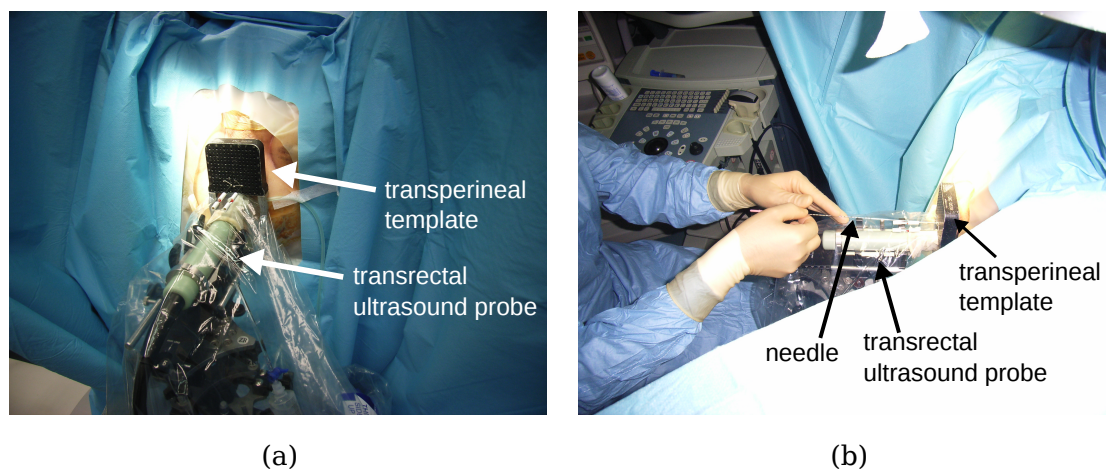 transperineal
template
transrectal
ultrasound probe
needle
transrectal
ultrasound probe
transperineal
template
(a)
(b)